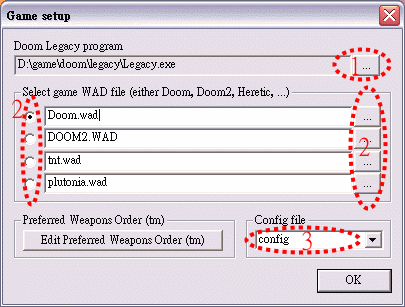 Game setup
Doom Legacy program
D:\game\doom\legacy\Legacy.exe
...
1
Select game WAD file (either Doom, Doom2, Heretic, ...)
2
Doom.wad
...
DOOM2.WAD
...
2
tnt.wad
...
plutonia.wad
...
Preferred Weapons Order (tm)
Edit Preferred Weapons Order (tm)
Config file
config
3
OK